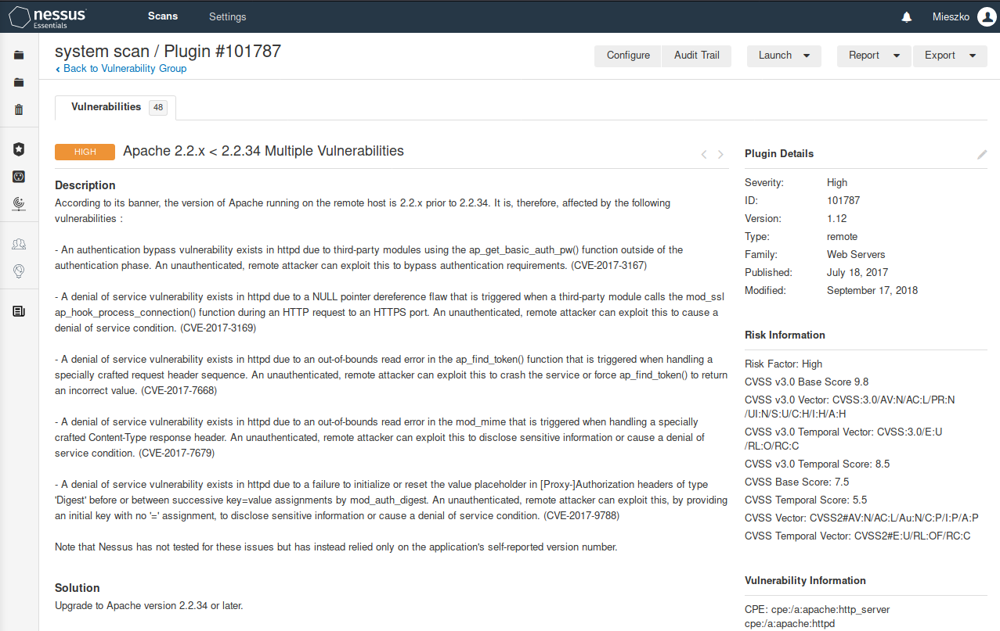 nessus
Essentials
Scans
Settings
Mieszko
system scan / Plugin #101787
‹ Back to Vulnerability Group
Configure
Audit Trail
Launch
Report
Export
Vulnerabilities 48
HIGH
Apache 2.2.x < 2.2.34 Multiple Vulnerabilities
Description
According to its banner, the version of Apache running on the remote host is 2.2.x prior to 2.2.34. It is, therefore, affected by the following
vulnerabilities :
- An authentication bypass vulnerability exists in httpd due to third-party modules using the ap_get_basic_auth_pw() function outside of the
authentication phase. An unauthenticated, remote attacker can exploit this to bypass authentication requirements. (CVE-2017-3167)
- A denial of service vulnerability exists in httpd due to a NULL pointer dereference flaw that is triggered when a third-party module calls the mod_ssl
ap_hook_process_connection() function during an HTTP request to an HTTPS port. An unauthenticated, remote attacker can exploit this to cause a
denial of service condition. (CVE-2017-3169)
- A denial of service vulnerability exists in httpd due to an out-of-bounds read error in the ap_find_token() function that is triggered when handling a
specially crafted request header sequence. An unauthenticated, remote attacker can exploit this to crash the service or force ap_find_token() to return
an incorrect value. (CVE-2017-7668)
- A denial of service vulnerability exists in httpd due to an out-of-bounds read error in the mod_mime that is triggered when handling a specially
crafted Content-Type response header. An unauthenticated, remote attacker can exploit this to disclose sensitive information or cause a denial of
service condition. (CVE-2017-7679)
- A denial of service vulnerability exists in httpd due to a failure to initialize or reset the value placeholder in [Proxy-]Authorization headers of type
'Digest' before or between successive key=value assignments by mod_auth_digest. An unauthenticated, remote attacker can exploit this, by providing
an initial key with no '=' assignment, to disclose sensitive information or cause a denial of service condition. (CVE-2017-9788)
Note that Nessus has not tested for these issues but has instead relied only on the application's self-reported version number.
Solution
Upgrade to Apache version 2.2.34 or later.
Plugin Details
Severity: High
ID: 101787
Version: 1.12
Type: remote
Family: Web Servers
Published: July 18, 2017
Modified: September 17, 2018
Risk Information
Risk Factor: High
CVSS v3.0 Base Score 9.8
CVSS v3.0 Vector: CVSS:3.0/AV:N/AC:L/PR:N
/UI:N/S:U/C:H/I:H/A:H
CVSS v3.0 Temporal Vector: CVSS:3.0/E:U
/RL:O/RC:C
CVSS v3.0 Temporal Score: 8.5
CVSS Base Score: 7.5
CVSS Temporal Score: 5.5
CVSS Vector: CVSS2#AV:N/AC:L/Au:N/C:P/I:P/A:P
CVSS Temporal Vector: CVSS2#E:U/RL:OF/RC:C
Vulnerability Information
CPE: cpe:/a:apache:http_server
cpe:/a:apache:httpd